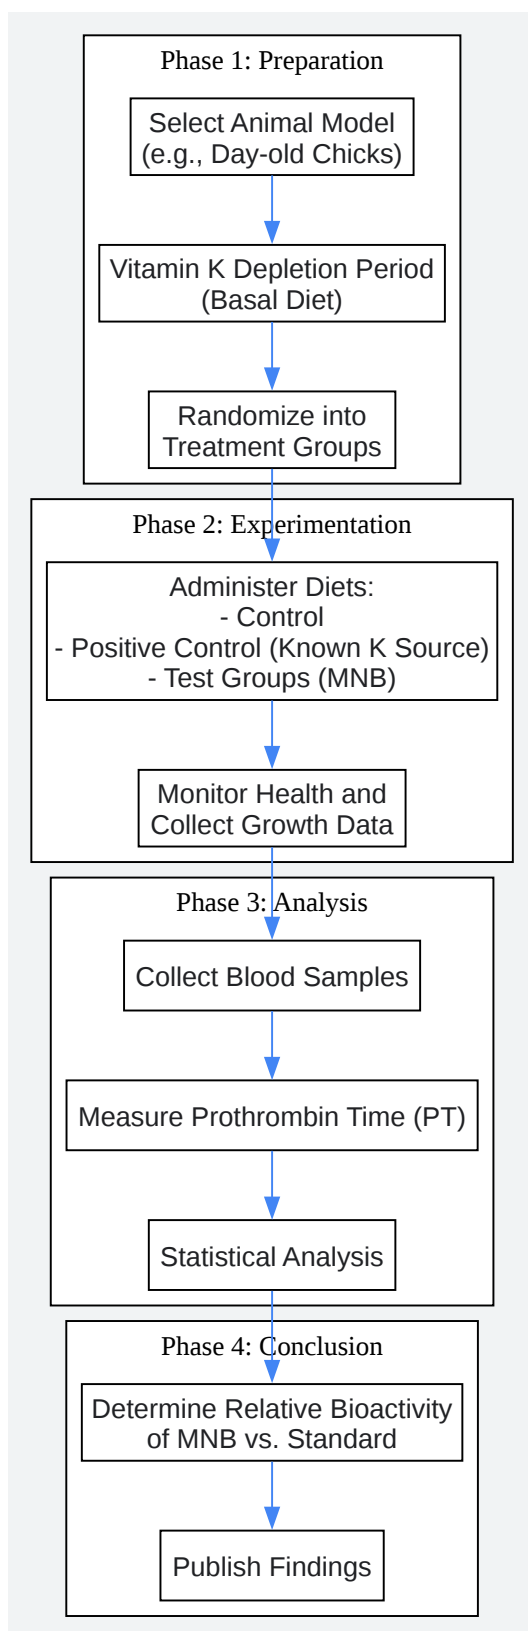 Phase 1: Preparation
Select Animal Model
(e.g., Day-old Chicks)
Vitamin K Depletion Period
(Basal Diet)
Randomize into
Treatment Groups
Phase 2: Experimentation
Administer Diets:
- Control
- Positive Control (Known K Source)
- Test Groups (MNB)
Monitor Health and
Collect Growth Data
Phase 3: Analysis
Collect Blood Samples
Measure Prothrombin Time (PT)
Statistical Analysis
Phase 4: Conclusion
Determine Relative Bioactivity
of MNB vs. Standard
Publish Findings